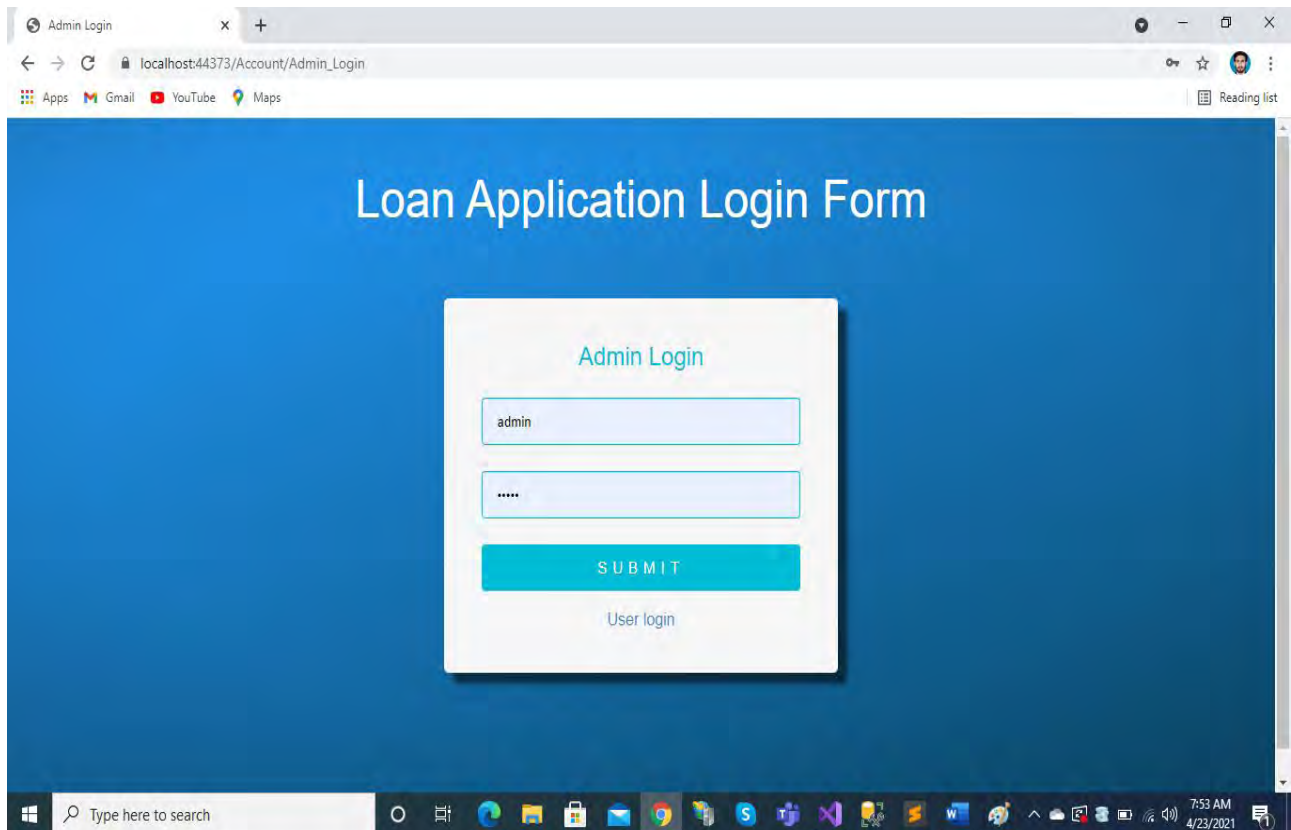 Admin Login
localhost:44373/Account/Admin_Login
Apps Gmail YouTube Maps Reading list
Loan Application Login Form
Admin Login
admin
•••••
SUBMIT
User login
Type here to search
7:53 AM
4/23/2021